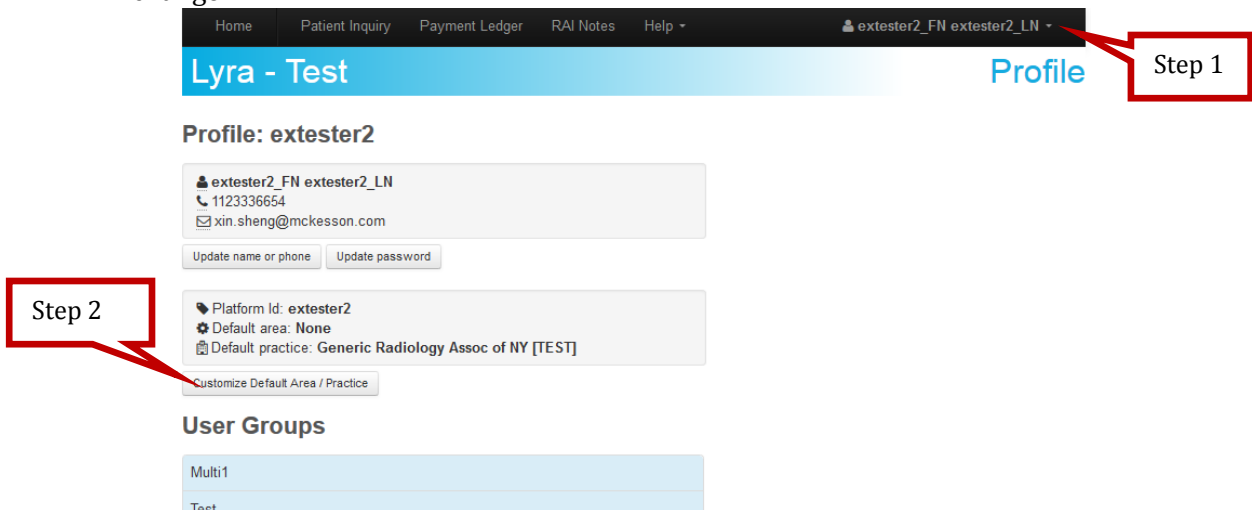 Home Patient Inquiry Payment Ledger RAI Notes Help extester2_FN extester2_LN
Step 1
Lyra - Test Profile
Profile: extester2
extester2_FN extester2_LN
1123336654
xin.sheng@mckesson.com
Update name or phone Update password
Step 2
Platform Id: extester2
Default area: None
Default practice: Generic Radiology Assoc of NY [TEST]
Customize Default Area / Practice
User Groups
Multi1
Test